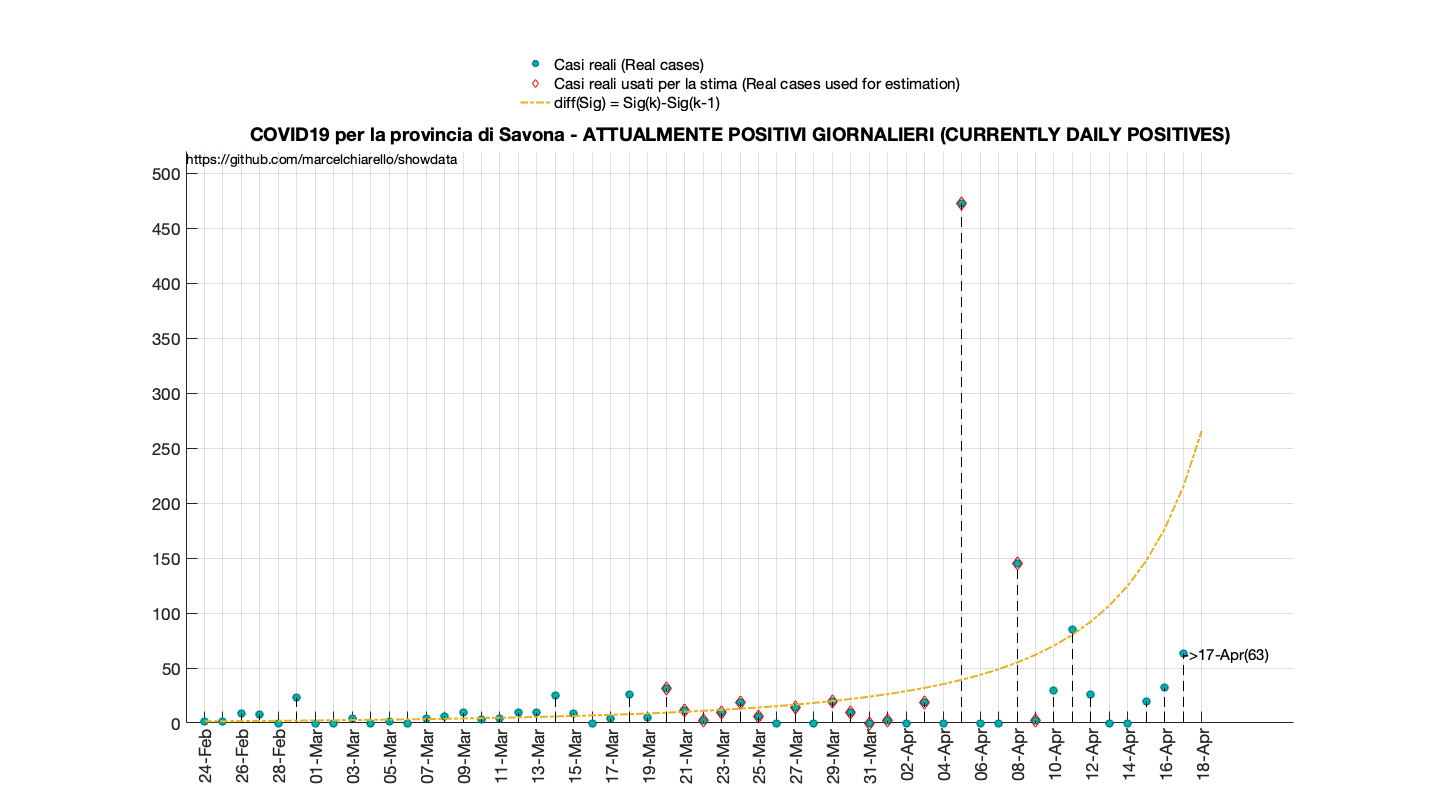 Casi reali (Real cases)
Casi reali usati per la stima (Real cases used for estimation)
diff(Sig) = Sig(k)-Sig(k-1)
COVID19 per la provincia di Savona - ATTUALMENTE POSITIVI GIORNALIERI (CURRENTLY DAILY POSITIVES)
https://github.com/marcelchiarello/showdata
500
450
400
350
300
250
200
150
100
50
0
->17-Apr(63)
24-Feb
26-Feb
28-Feb
01-Mar
03-Mar
05-Mar
07-Mar
09-Mar
11-Mar
13-Mar
15-Mar
17-Mar
19-Mar
21-Mar
23-Mar
25-Mar
27-Mar
29-Mar
31-Mar
02-Apr
04-Apr
06-Apr
08-Apr
10-Apr
12-Apr
14-Apr
16-Apr
18-Apr